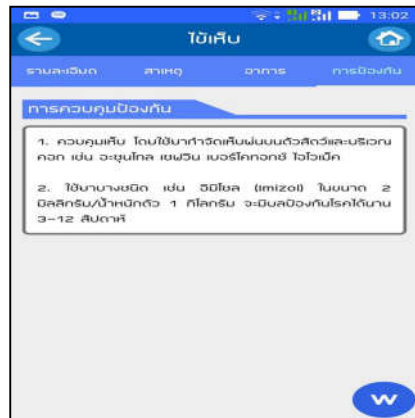 13:02
ไข้เห็บ
รายละเอียด สาเหตุ อาการ การป้องกัน
การควบคุมป้องกัน
1. ควบคุมเห็บ โดยใช้ยากำจัดเห็บพ่นบนตัวสัตว์และบริเวณ
คอก เช่น อะซุนโทล เซฟวิน เบอร์โคทอกซ์ ไอโวเม็ค
2. ใช้ยาบางชนิด เช่น อิมิโซล (Imizol) ในขนาด 2
มิลลิกรัม/น้ำหนักตัว 1 กิโลกรัม จะมีผลป้องกันโรคได้นาน
3-12 สัปดาห์
W